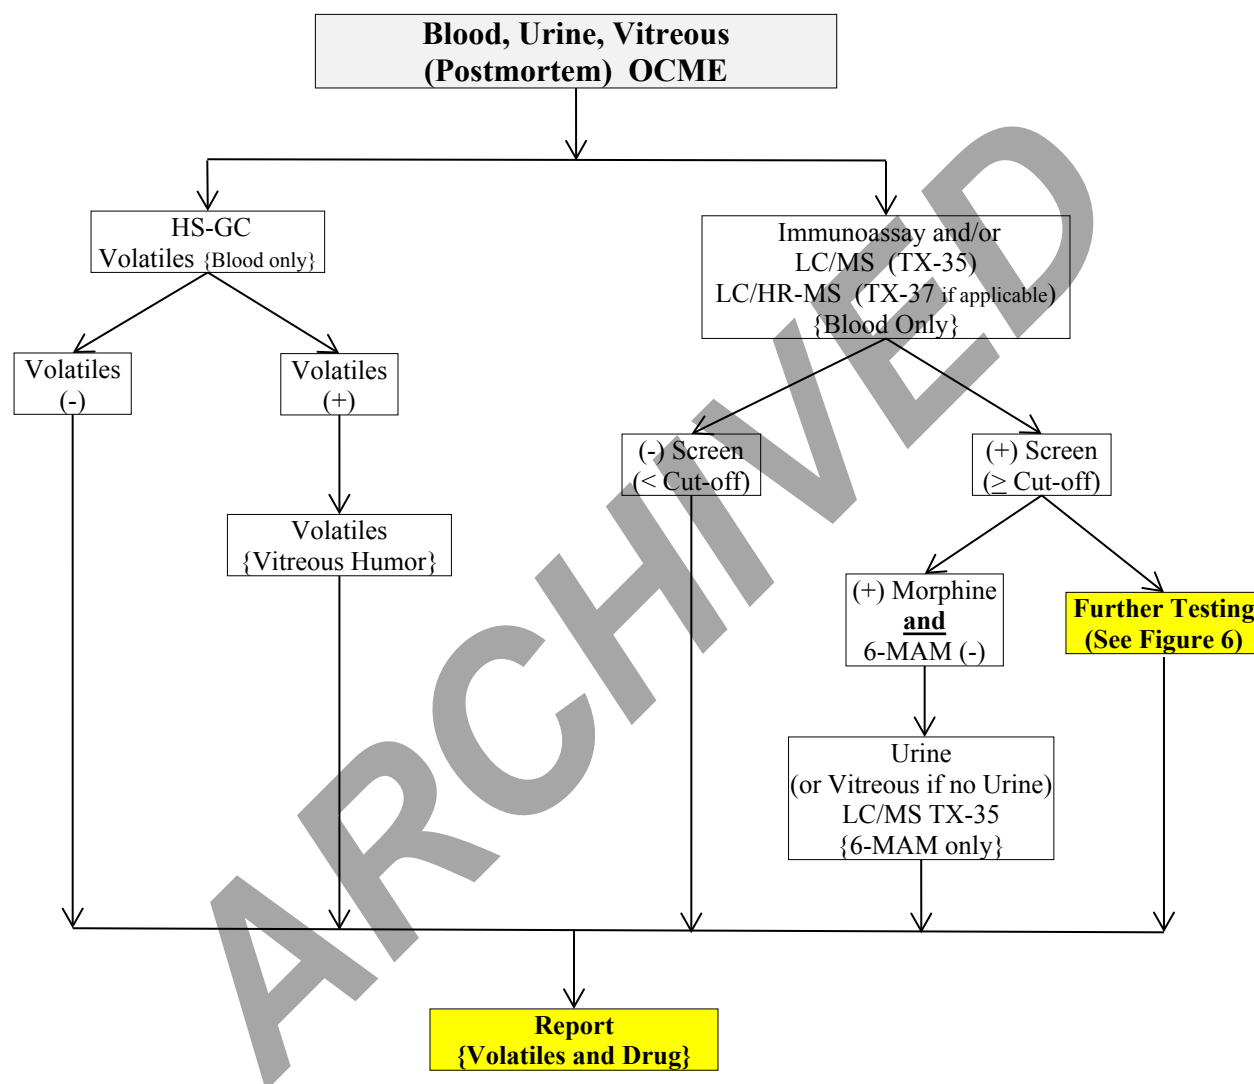 Blood, Urine, Vitreous
(Postmortem) OCME
HS-GC
Volatiles {Blood only}
Immunoassay and/or
LC/MS (TX-35)
LC/HR-MS (TX-37 if applicable)
{Blood Only}
Volatiles
(-)
Volatiles
(+)
(-) Screen
(< Cut-off)
(+) Screen
(≥ Cut-off)
Volatiles
{Vitreous Humor}
(+) Morphine
and
6-MAM (-)
Further Testing
(See Figure 6)
Urine
(or Vitreous if no Urine)
LC/MS TX-35
{6-MAM only}
Report
{Volatiles and Drug}
ARCHIVED